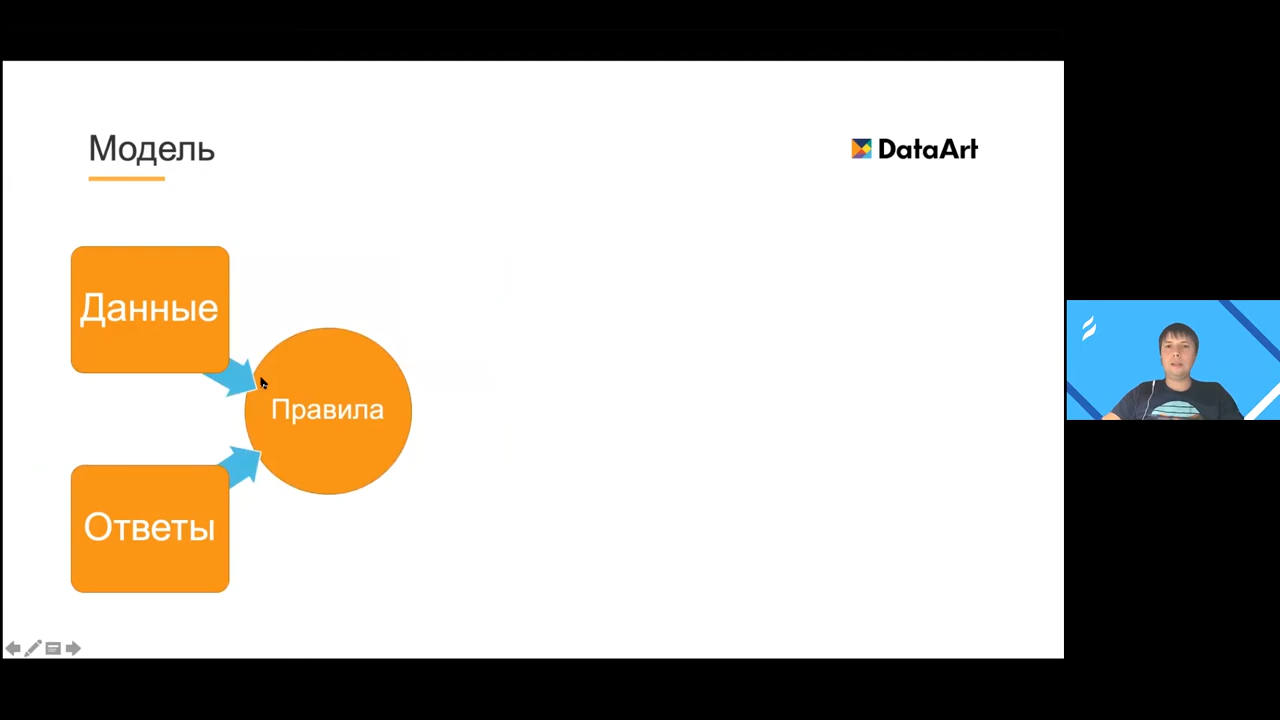 Модель
DataArt
Данные
Правила
Ответы